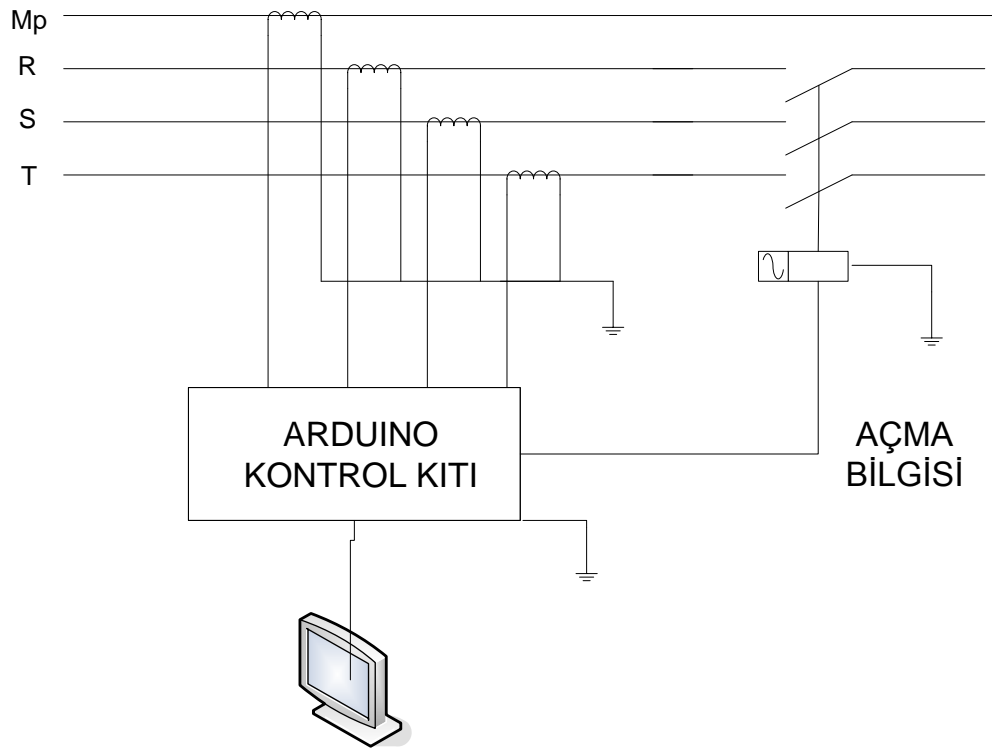 Mp
R
S
T
ARDUINO
KONTROL KITI
AÇMA
BİLGİSİ